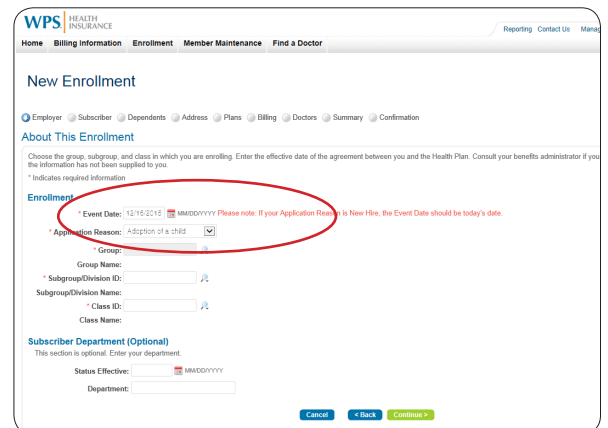 WPS HEALTH INSURANCE
Reporting Contact Us Manag
Home Billing Information Enrollment Member Maintenance Find a Doctor
New Enrollment
Employer Subscriber Dependents Address Plans Billing Doctors Summary Confirmation
About This Enrollment
Choose the group, subgroup, and class in which you are enrolling. Enter the effective date of the agreement between you and the Health Plan. Consult your benefits administrator if you
the information has not been supplied to you.
* Indicates required information
Enrollment
* Event Date: 12/16/2015 MM/DD/YYYY Please note: If your Application Reason is New Hire, the Event Date should be today's date.
* Application Reason: Adoption of a child
* Group:
Group Name:
* Subgroup/Division ID:
Subgroup/Division Name:
* Class ID:
Class Name:
Subscriber Department (Optional)
This section is optional. Enter your department.
Status Effective: MM/DD/YYYY
Department:
Cancel < Back Continue >